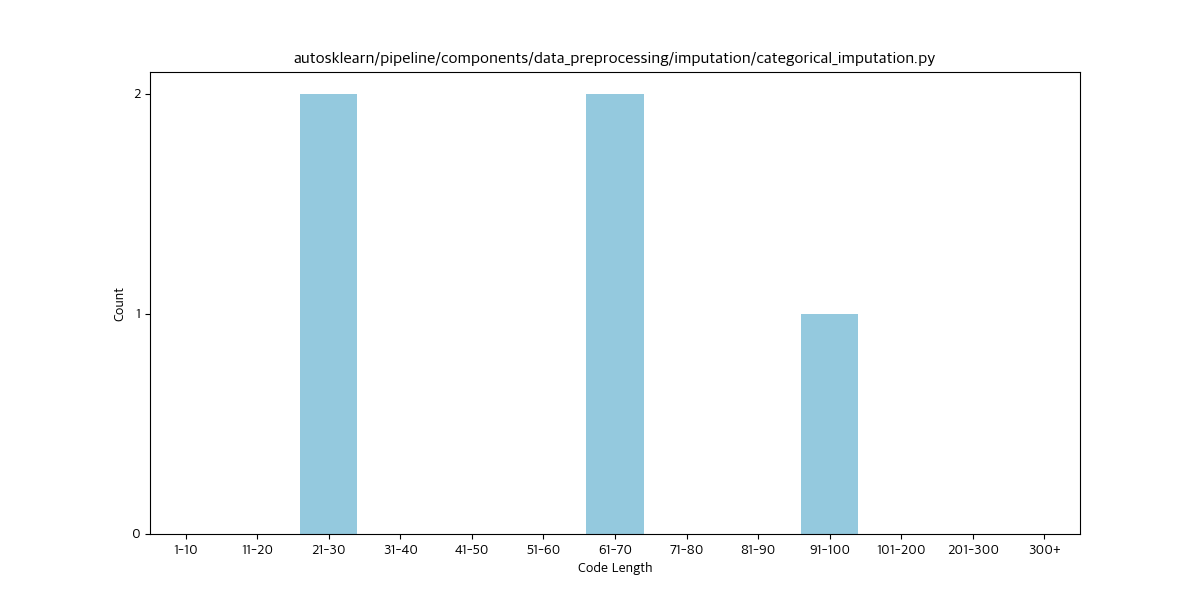 autosklearn/pipeline/components/data_preprocessing/imputation/categorical_imputation.py
2
1
0
Count
1-10 11-20 21-30 31-40 41-50 51-60 61-70 71-80 81-90 91-100 101-200 201-300 300+
Code Length